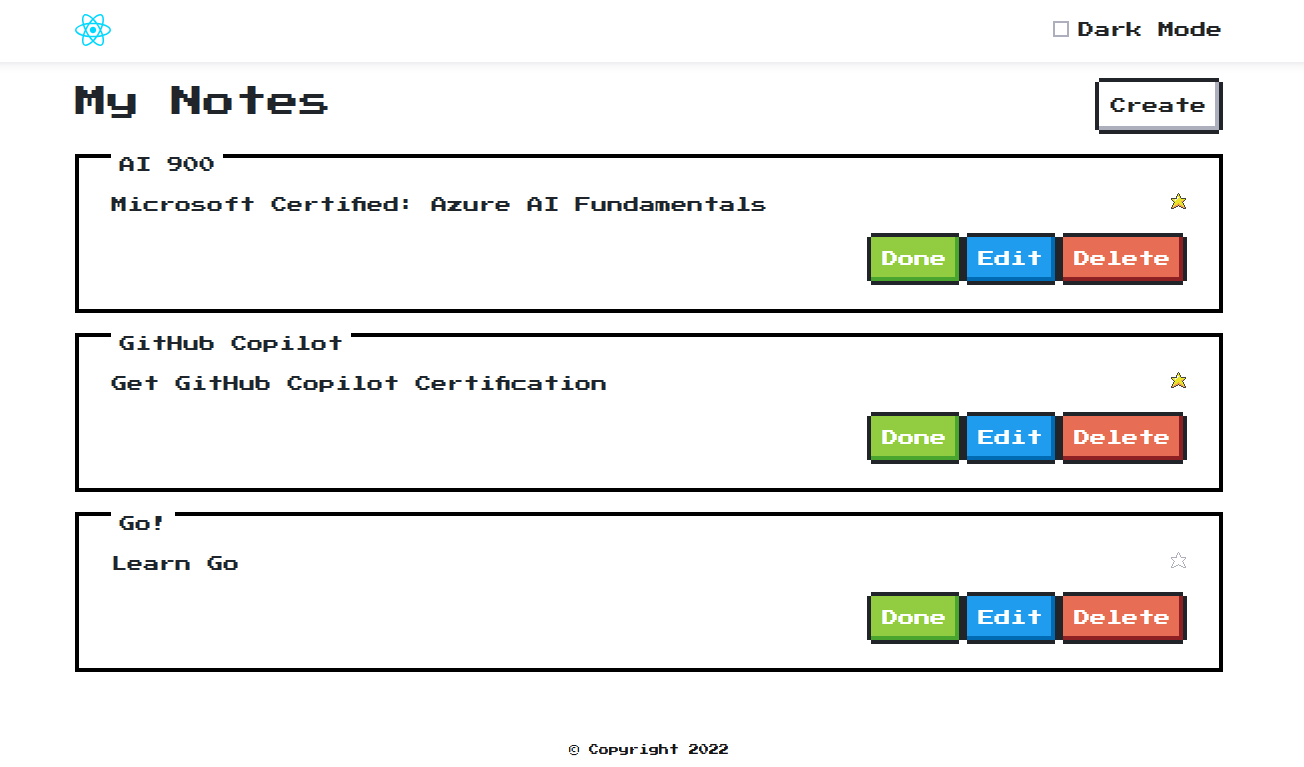 Dark Mode
My Notes
Create
AI 900
Microsoft Certified: Azure AI Fundamentals
Done Edit Delete
GitHub Copilot
Get GitHub Copilot Certification
Done Edit Delete
Go!
Learn Go
Done Edit Delete
© Copyright 2022